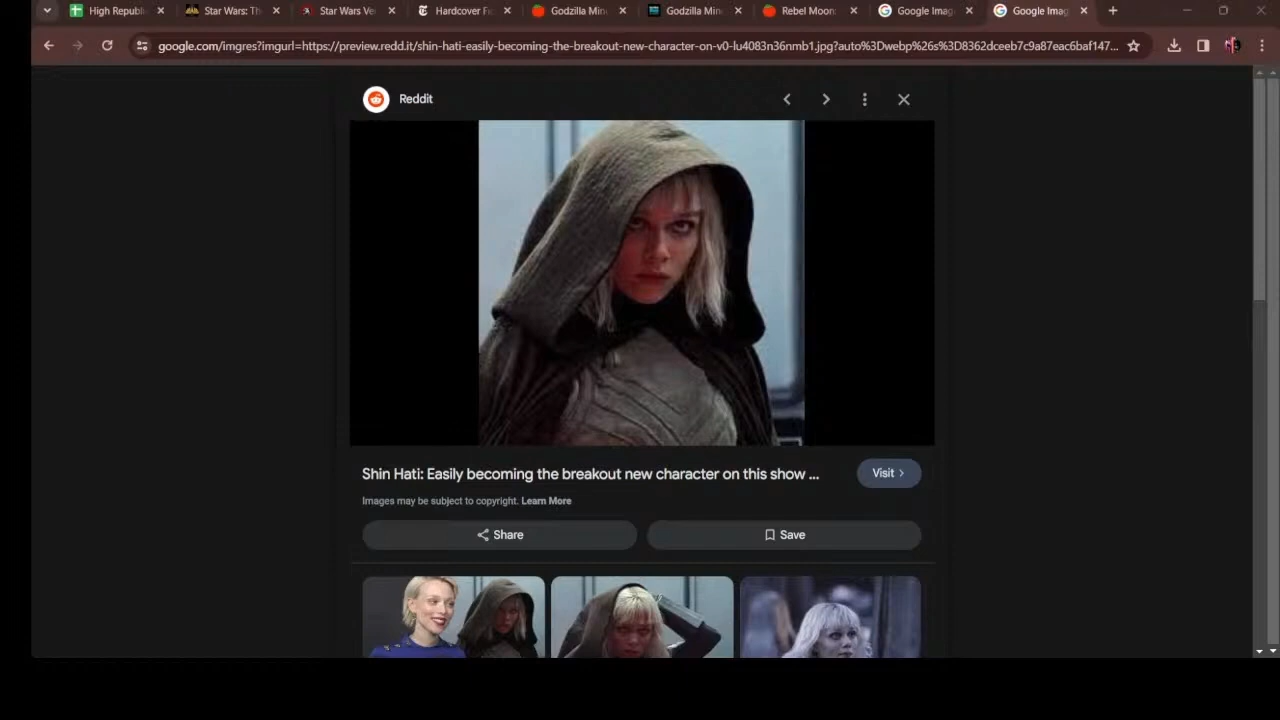 High Republi
Star Wars: Th
Star Wars Ve
Hardcover Fi
Godzilla Min
Godzilla Min
Rebel Moon:
Google Imag
Google Imag
google.com/imgres?imgurl=https://preview.redd.it/shin-hati-easily-becoming-the-breakout-new-character-on-v0-lu4083n36nmb1.jpg?auto%3Dwebp%26s%3D8362dceeb7c9a87eac6baf147...
Reddit
Shin Hati: Easily becoming the breakout new character on this show ...
Visit
Images may be subject to copyright. Learn More
Share
Save